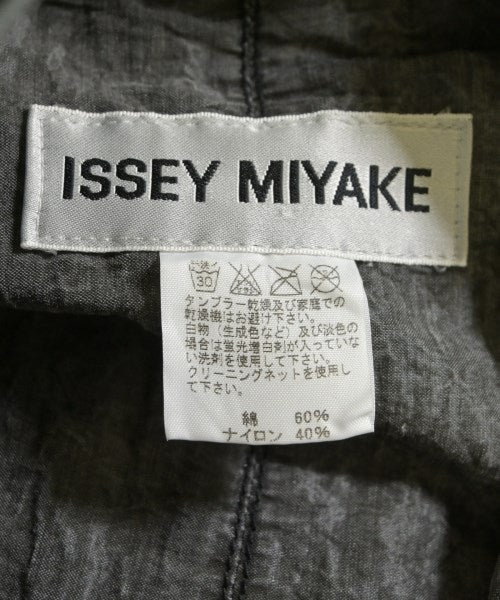 ISSEY MIYAKE
手洗イ
30
タンブラー乾燥及び家庭での
乾燥機はお避け下さい。
白物(生成色など)及び淡色の
場合は蛍光増白剤が入っていな
い洗剤を使用して下さい。
クリーニングネットを使用し
て下さい。
綿 60%
ナイロン 40%